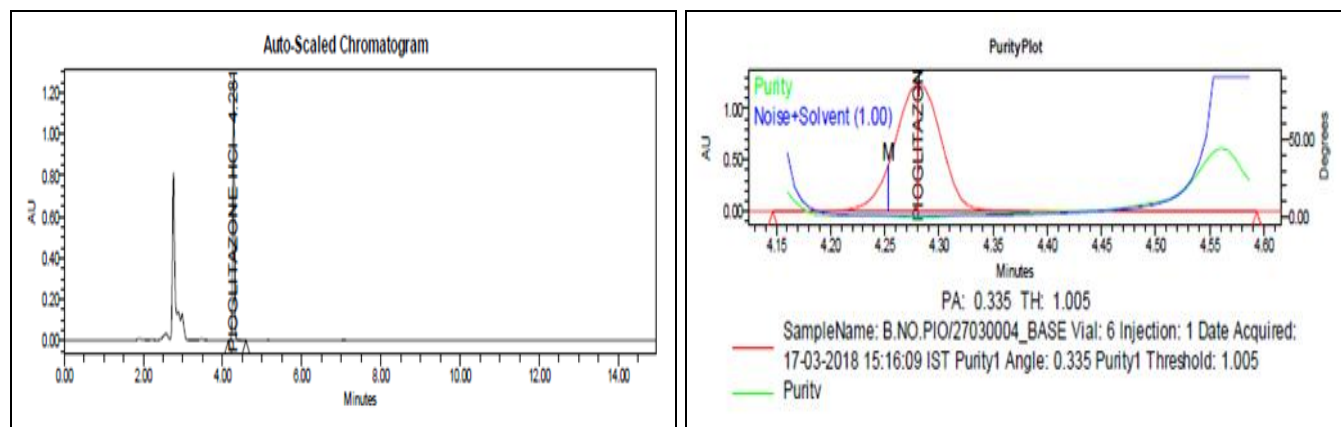 Auto-Scaled Chromatogram
AU
1.20
1.00
0.80
0.60
0.40
0.20
0.00
PIOGLITAZONE HCl - 4.281
0.00 2.00 4.00 6.00 8.00 10.00 12.00 14.00
Minutes
PurityPlot
Purity
Noise+Solvent (1.00)
AU
1.00
0.50
0.00
M
PIOGLITAZON
50.00
0.00
Degrees
4.15 4.20 4.25 4.30 4.35 4.40 4.45 4.50 4.55 4.60
Minutes
PA: 0.335 TH: 1.005
SampleName: B.NO.PIO/27030004_BASE Vial: 6 Injection: 1 Date Acquired:
17-03-2018 15:16:09 IST Purity1 Angle: 0.335 Purity1 Threshold: 1.005
Purity